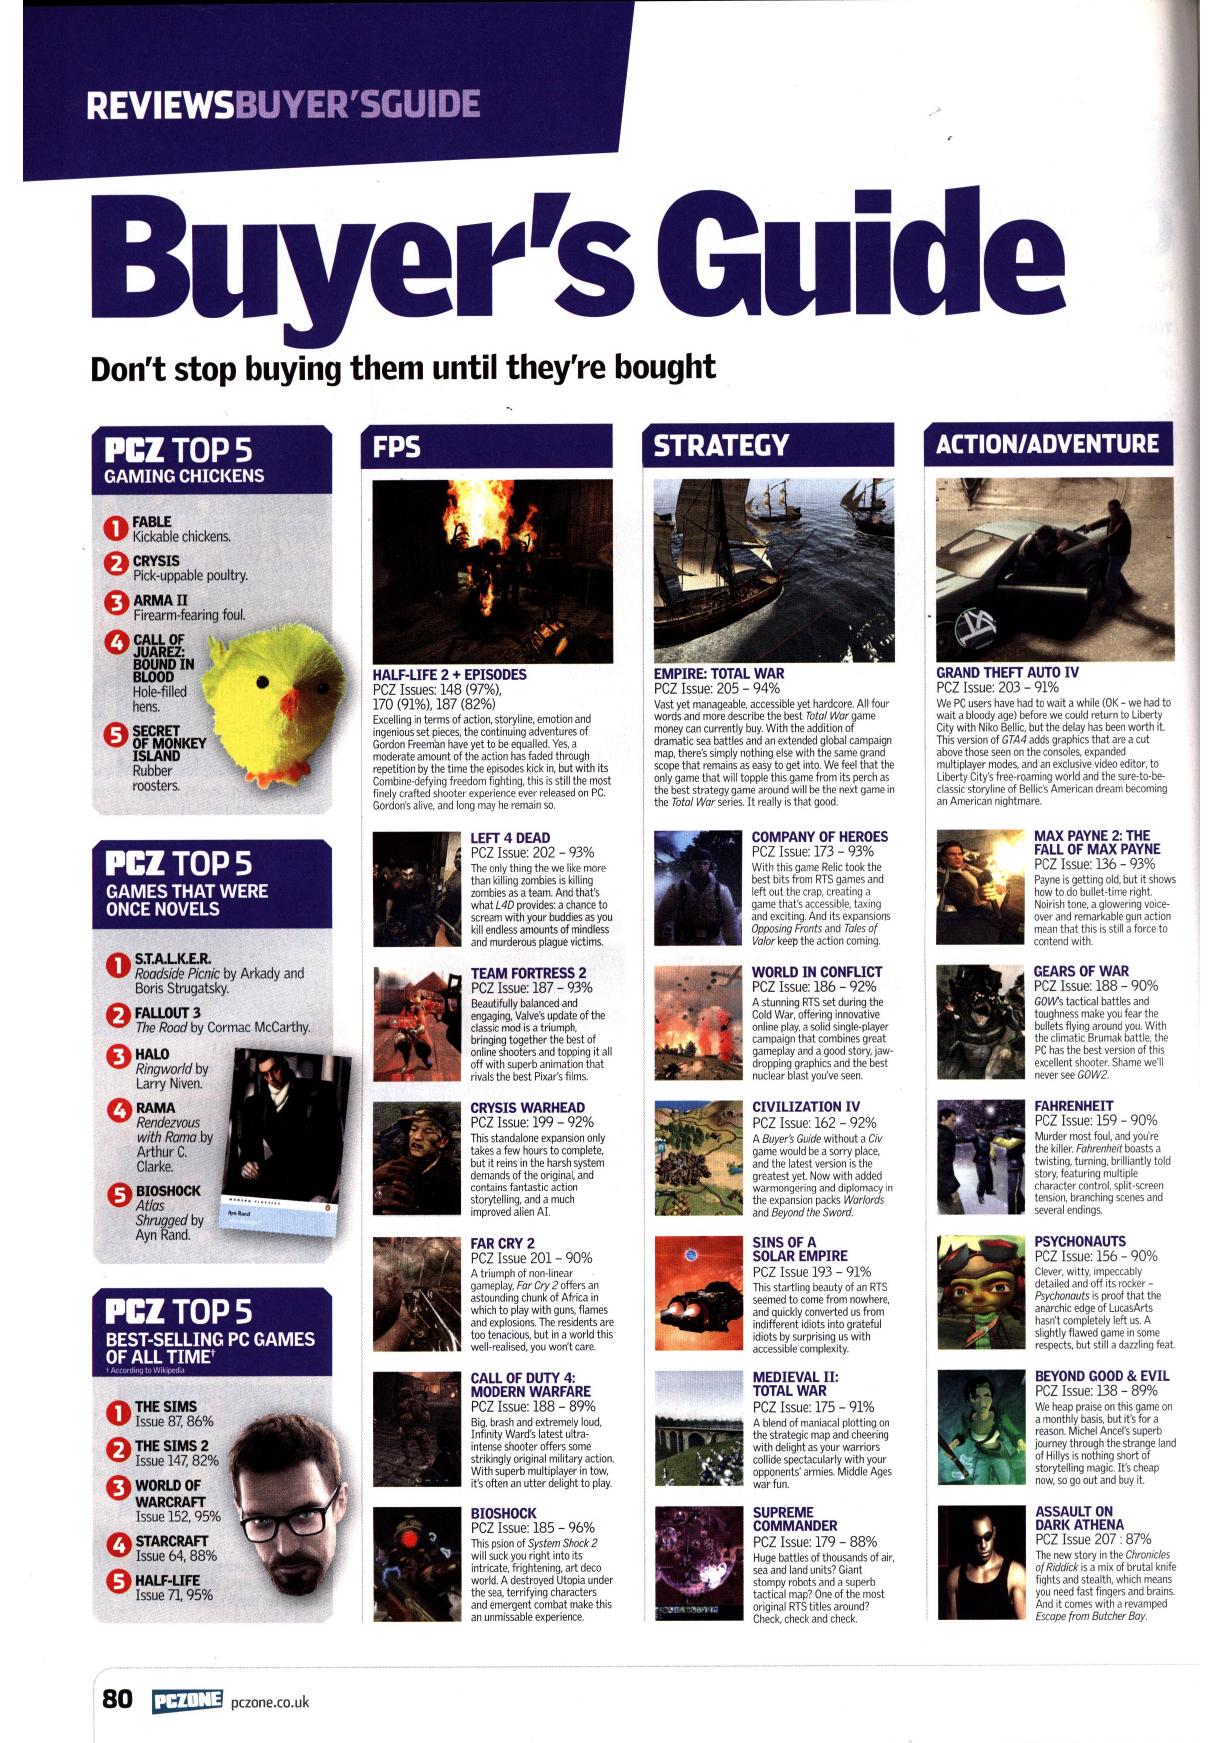 REVIEWSBUYER'SGUIDE
Buyer's Guide
Don't stop buying them until they're bought
PCZ TOP 5
GAMING CHICKENS
1 FABLE
Kickable chickens.
2 CRYSIS
Pick-uppable poultry.
3 ARMA II
Firearm-fearing foul.
4 CALL OF
JUAREZ:
BOUND IN
BLOOD
Hole-filled
hens.
5 SECRET
OF MONKEY
ISLAND
Rubber
roosters.
PCZ TOP 5
GAMES THAT WERE
ONCE NOVELS
1 S.T.A.L.K.E.R.
Roadside Picnic by Arkady and
Boris Strugatsky.
2 FALLOUT 3
The Road by Cormac McCarthy.
3 HALO
Ringworld by
Larry Niven.
4 RAMA
Rendezvous
with Rama by
Arthur C.
Clarke.
5 BIOSHOCK
Atlas
Shrugged by
Ayn Rand.
MODERN CLASSICS
Ayn Rand
PCZ TOP 5
BEST-SELLING PC GAMES
OF ALL TIME†
† According to Wikipedia
1 THE SIMS
Issue 87, 86%
2 THE SIMS 2
Issue 147, 82%
3 WORLD OF
WARCRAFT
Issue 152, 95%
4 STARCRAFT
Issue 64, 88%
5 HALF-LIFE
Issue 71, 95%
FPS
HALF-LIFE 2 + EPISODES
PCZ Issues: 148 (97%),
170 (91%), 187 (82%)
Excelling in terms of action, storyline, emotion and
ingenious set pieces, the continuing adventures of
Gordon Freeman have yet to be equalled. Yes, a
moderate amount of the action has faded through
repetition by the time the episodes kick in, but with its
Combine-defying freedom fighting, this is still the most
finely crafted shooter experience ever released on PC.
Gordon's alive, and long may he remain so.
LEFT 4 DEAD
PCZ Issue: 202 – 93%
The only thing the we like more
than killing zombies is killing
zombies as a team. And that's
what L4D provides: a chance to
scream with your buddies as you
kill endless amounts of mindless
and murderous plague victims.
TEAM FORTRESS 2
PCZ Issue: 187 – 93%
Beautifully balanced and
engaging, Valve's update of the
classic mod is a triumph,
bringing together the best of
online shooters and topping it all
off with superb animation that
rivals the best Pixar's films.
CRYSIS WARHEAD
PCZ Issue: 199 – 92%
This standalone expansion only
takes a few hours to complete,
but it reins in the harsh system
demands of the original, and
contains fantastic action
storytelling, and a much
improved alien AI.
FAR CRY 2
PCZ Issue 201 – 90%
A triumph of non-linear
gameplay, Far Cry 2 offers an
astounding chunk of Africa in
which to play with guns, flames
and explosions. The residents are
too tenacious, but in a world this
well-realised, you won't care.
CALL OF DUTY 4:
MODERN WARFARE
PCZ Issue: 188 – 89%
Big, brash and extremely loud,
Infinity Ward's latest ultra-
intense shooter offers some
strikingly original military action.
With superb multiplayer in tow,
it's often an utter delight to play.
BIOSHOCK
PCZ Issue: 185 – 96%
This psion of System Shock 2
will suck you right into its
intricate, frightening, art deco
world. A destroyed Utopia under
the sea, terrifying characters
and emergent combat make this
an unmissable experience.
STRATEGY
EMPIRE: TOTAL WAR
PCZ Issue: 205 – 94%
Vast yet manageable, accessible yet hardcore. All four
words and more describe the best Total War game
money can currently buy. With the addition of
dramatic sea battles and an extended global campaign
map, there's simply nothing else with the same grand
scope that remains as easy to get into. We feel that the
only game that will topple this game from its perch as
the best strategy game around will be the next game in
the Total War series. It really is that good.
COMPANY OF HEROES
PCZ Issue: 173 – 93%
With this game Relic took the
best bits from RTS games and
left out the crap, creating a
game that's accessible, taxing
and exciting. And its expansions
Opposing Fronts and Tales of
Valor keep the action coming.
WORLD IN CONFLICT
PCZ Issue: 186 – 92%
A stunning RTS set during the
Cold War, offering innovative
online play, a solid single-player
campaign that combines great
gameplay and a good story, jaw-
dropping graphics and the best
nuclear blast you've seen.
CIVILIZATION IV
PCZ Issue: 162 – 92%
A Buyer's Guide without a Civ
game would be a sorry place,
and the latest version is the
greatest yet. Now with added
warmongering and diplomacy in
the expansion packs Warlords
and Beyond the Sword.
SINS OF A
SOLAR EMPIRE
PCZ Issue 193 – 91%
This startling beauty of an RTS
seemed to come from nowhere,
and quickly converted us from
indifferent idiots into grateful
idiots by surprising us with
accessible complexity.
MEDIEVAL II:
TOTAL WAR
PCZ Issue: 175 – 91%
A blend of maniacal plotting on
the strategic map and cheering
with delight as your warriors
collide spectacularly with your
opponents' armies. Middle Ages
war fun.
SUPREME
COMMANDER
PCZ Issue: 179 – 88%
Huge battles of thousands of air,
sea and land units? Giant
stompy robots and a superb
tactical map? One of the most
original RTS titles around?
Check, check and check.
ACTION/ADVENTURE
GRAND THEFT AUTO IV
PCZ Issue: 203 – 91%
We PC users have had to wait a while (OK – we had to
wait a bloody age) before we could return to Liberty
City with Niko Bellic, but the delay has been worth it.
This version of GTA4 adds graphics that are a cut
above those seen on the consoles, expanded
multiplayer modes, and an exclusive video editor, to
Liberty City's free-roaming world and the sure-to-be-
classic storyline of Bellic's American dream becoming
an American nightmare.
MAX PAYNE 2: THE
FALL OF MAX PAYNE
PCZ Issue: 136 – 93%
Payne is getting old, but it shows
how to do bullet-time right.
Noirish tone, a glowering voice-
over and remarkable gun action
mean that this is still a force to
contend with.
GEARS OF WAR
PCZ Issue: 188 – 90%
GOW's tactical battles and
toughness make you fear the
bullets flying around you. With
the climatic Brumak battle, the
PC has the best version of this
excellent shooter. Shame we'll
never see GOW2.
FAHRENHEIT
PCZ Issue: 159 – 90%
Murder most foul, and you're
the killer. Fahrenheit boasts a
twisting, turning, brilliantly told
story, featuring multiple
character control, split-screen
tension, branching scenes and
several endings.
PSYCHONAUTS
PCZ Issue: 156 – 90%
Clever, witty, impeccably
detailed and off its rocker –
Psychonauts is proof that the
anarchic edge of LucasArts
hasn't completely left us. A
slightly flawed game in some
respects, but still a dazzling feat.
BEYOND GOOD & EVIL
PCZ Issue: 138 – 89%
We heap praise on this game on
a monthly basis, but it's for a
reason. Michel Ancel's superb
journey through the strange land
of Hillys is nothing short of
storytelling magic. It's cheap
now, so go out and buy it.
ASSAULT ON
DARK ATHENA
PCZ Issue 207 : 87%
The new story in the Chronicles
of Riddick is a mix of brutal knife
fights and stealth, which means
you need fast fingers and brains.
And it comes with a revamped
Escape from Butcher Bay.
80 PCZONE pczone.co.uk